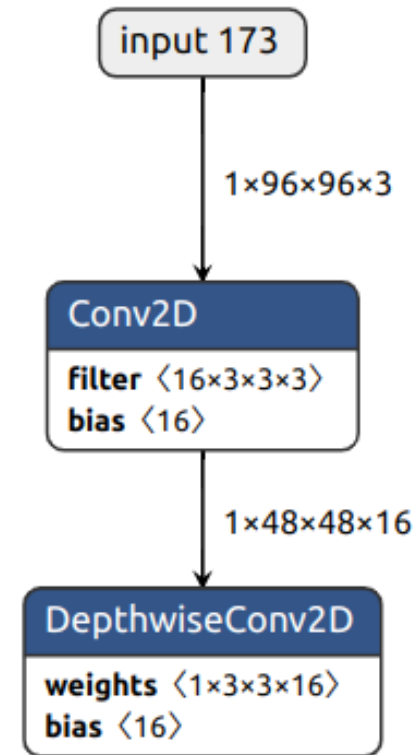 input 173
1×96×96×3
Conv2D
filter 〈16×3×3×3〉
bias 〈16〉
1×48×48×16
DepthwiseConv2D
weights 〈1×3×3×16〉
bias 〈16〉